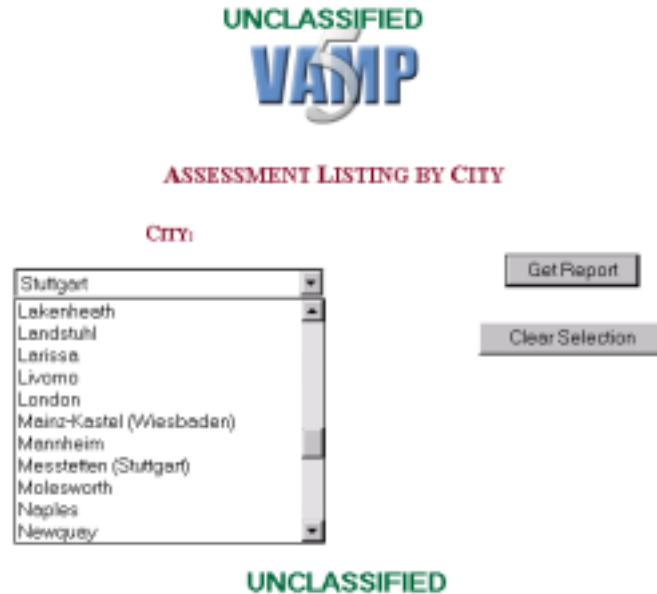 UNCLASSIFIED
VAMP 5
ASSESSMENT LISTING BY CITY
CITY:
Stuttgart
Get Report
Lakenheath
Clear Selection
Landstuhl
Larissa
Livorno
London
Mainz-Kastel (Wiesbaden)
Mannheim
Messtetten (Stuttgart)
Molesworth
Naples
Newquay
UNCLASSIFIED